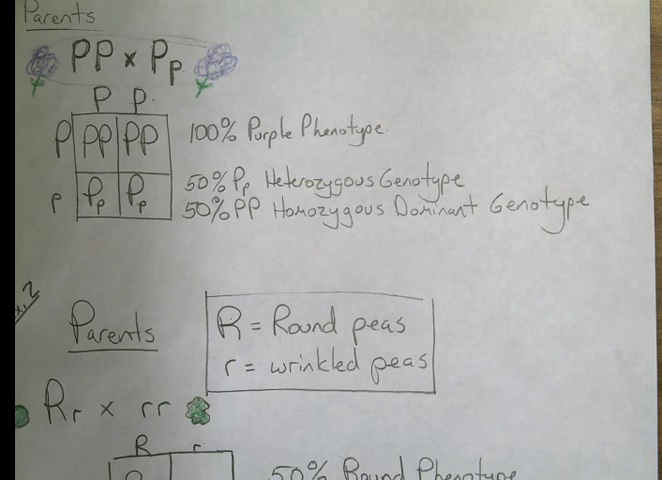 Parents
PP x Pp
P P
P PP PP 100% Purple Phenotype
p Pp Pp 50% Pp Heterozygous Genotype
50% PP Homozygous Dominant Genotype
Parents
R = Round peas
r = wrinkled peas
Rr x rr
R r
50% Round Phenotype